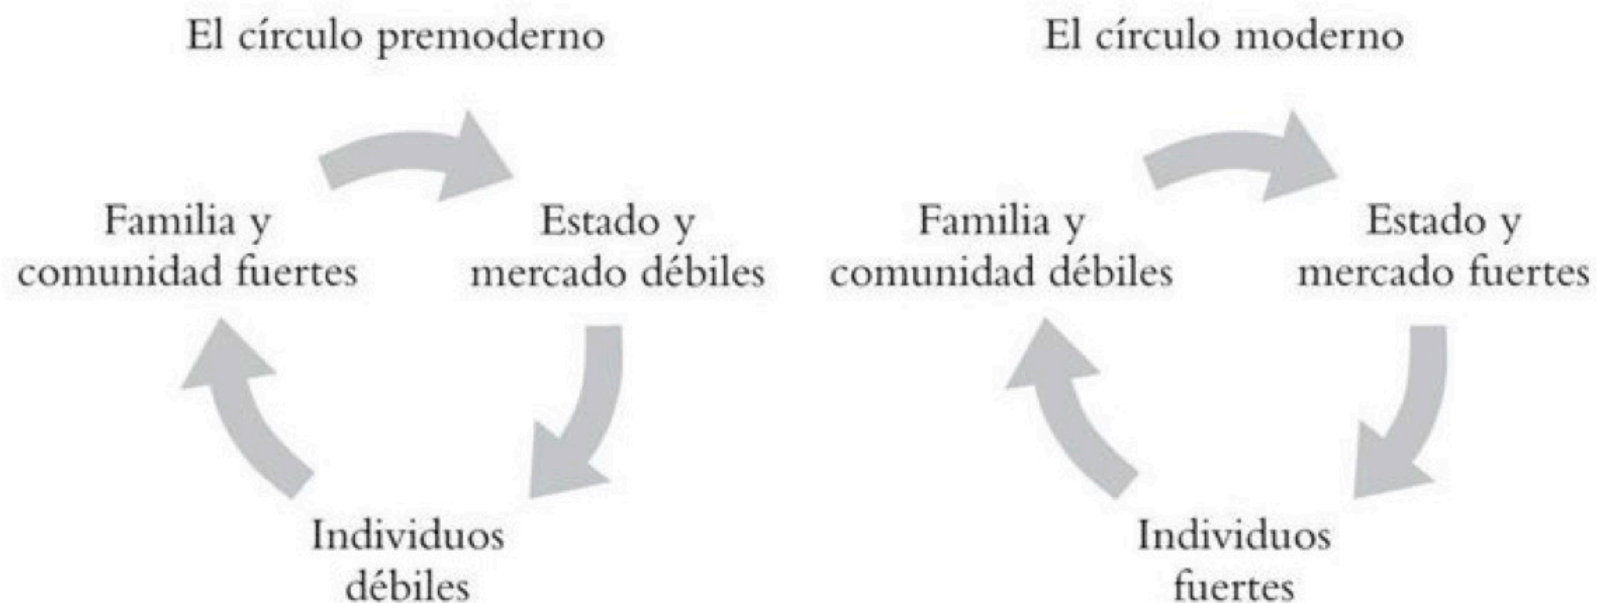 El círculo premoderno
Familia y
comunidad fuertes
Estado y
mercado débiles
Individuos
débiles
El círculo moderno
Familia y
comunidad débiles
Estado y
mercado fuertes
Individuos
fuertes